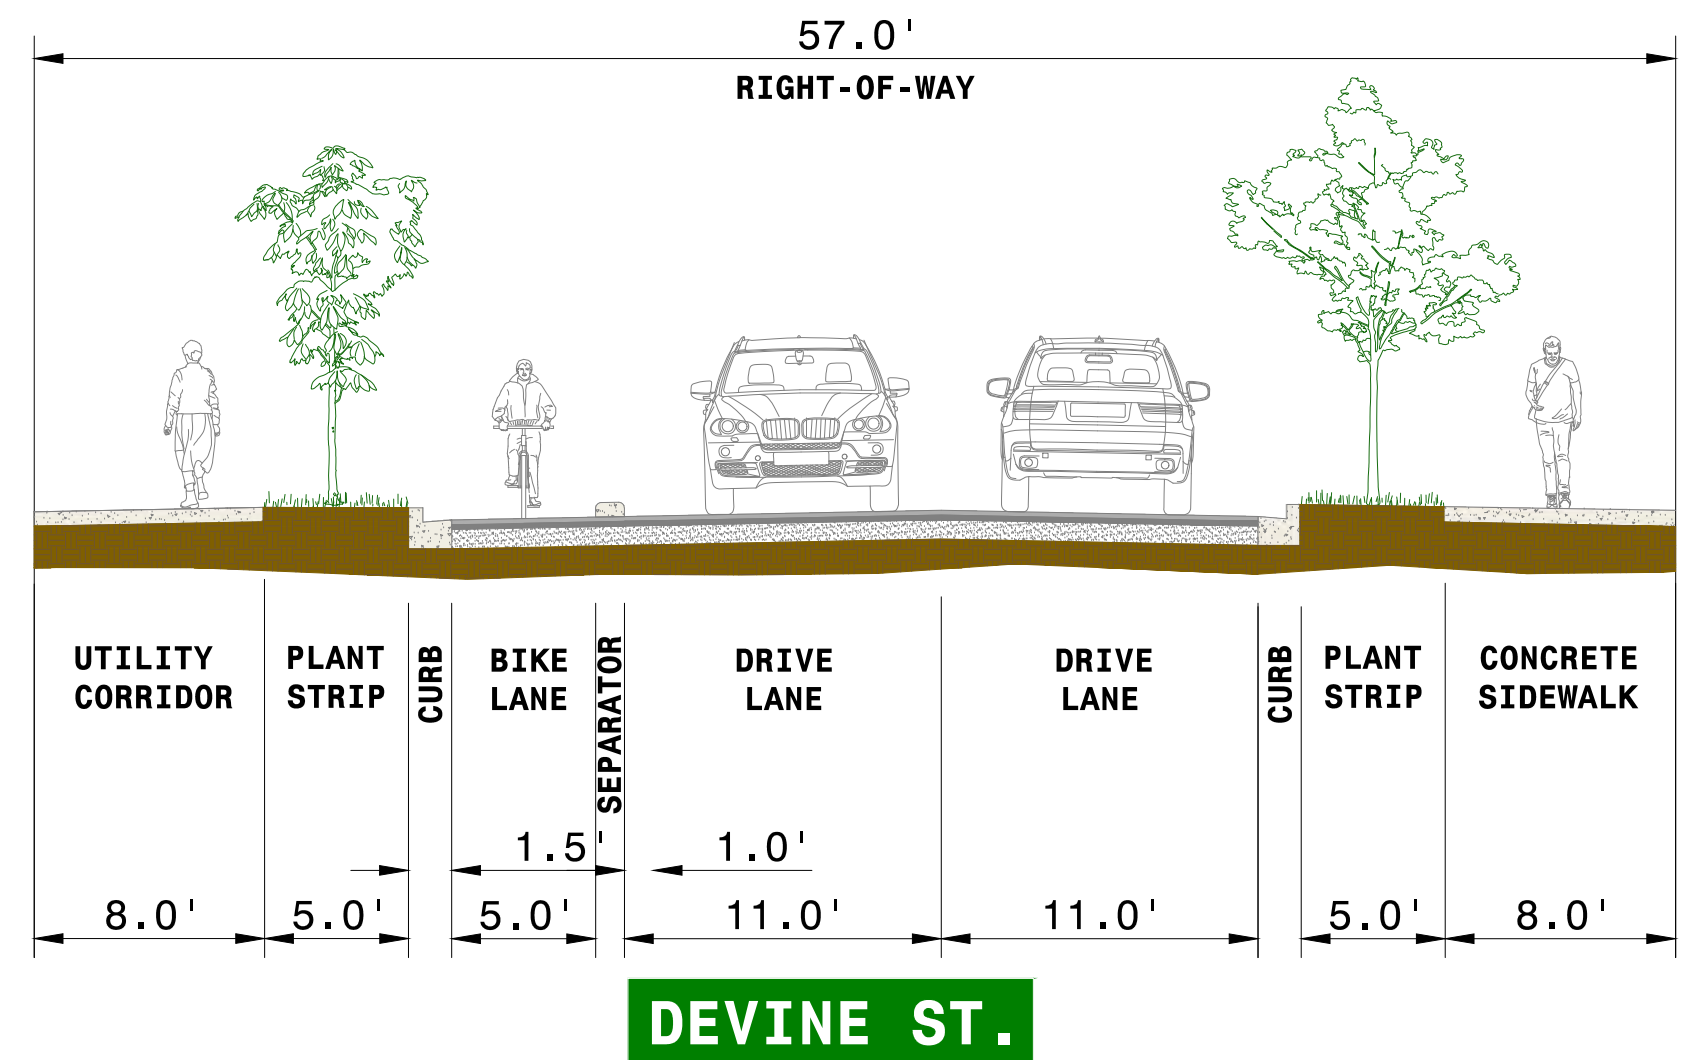 57.0'
RIGHT-OF-WAY
UTILITY
CORRIDOR
PLANT
STRIP
CURB
BIKE
LANE
SEPARATOR
DRIVE
LANE
DRIVE
LANE
CURB
PLANT
STRIP
CONCRETE
SIDEWALK
1.5'
1.0'
8.0'
5.0'
5.0'
11.0'
11.0'
5.0'
8.0'
DEVINE ST.